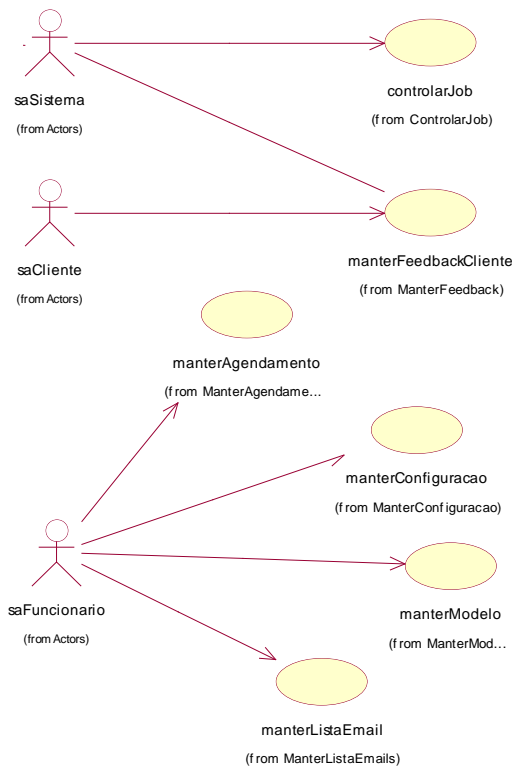 saSistema
(from Actors)
controlarJob
(from ControlarJob)
saCliente
(from Actors)
manterFeedbackCliente
(from ManterFeedback)
manterAgendamento
(from ManterAgendame...
manterConfiguracao
(from ManterConfiguracao)
saFuncionario
(from Actors)
manterModelo
(from ManterMod...
manterListaEmail
(from ManterListaEmails)